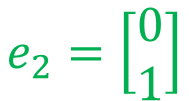 e₂ = [0
1]